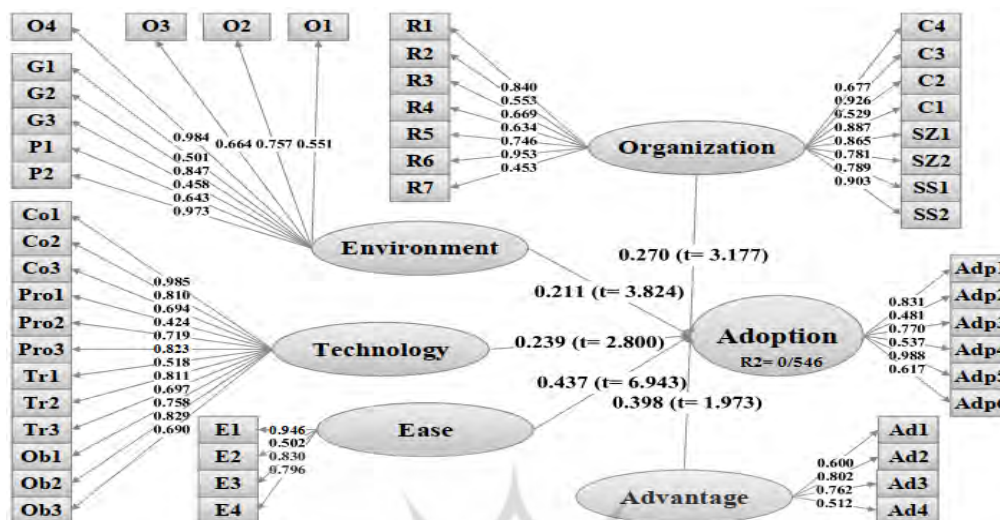 O4
O3
O2
O1
G1
G2
G3
P1
P2
0.984
0.664
0.757
0.551
0.501
0.847
0.458
0.643
0.973
R1
R2
R3
R4
R5
R6
R7
0.840
0.553
0.669
0.634
0.746
0.953
0.453
Organization
C4
C3
C2
C1
SZ1
SZ2
SS1
SS2
0.677
0.926
0.529
0.887
0.865
0.781
0.789
0.903
Environment
Co1
Co2
Co3
Pro1
Pro2
Pro3
Tr1
Tr2
Tr3
Ob1
Ob2
Ob3
0.985
0.810
0.694
0.424
0.719
0.823
0.518
0.811
0.697
0.758
0.829
0.690
Technology
0.270 (t= 3.177)
0.211 (t= 3.824)
0.239 (t= 2.800)
0.437 (t= 6.943)
0.398 (t= 1.973)
Adoption
R2= 0/546
Adp1
Adp2
Adp3
Adp4
Adp5
Adp6
0.831
0.481
0.770
0.537
0.988
0.617
Ease
E1
E2
E3
E4
0.946
0.502
0.830
0.796
Advantage
Ad1
Ad2
Ad3
Ad4
0.600
0.802
0.762
0.512